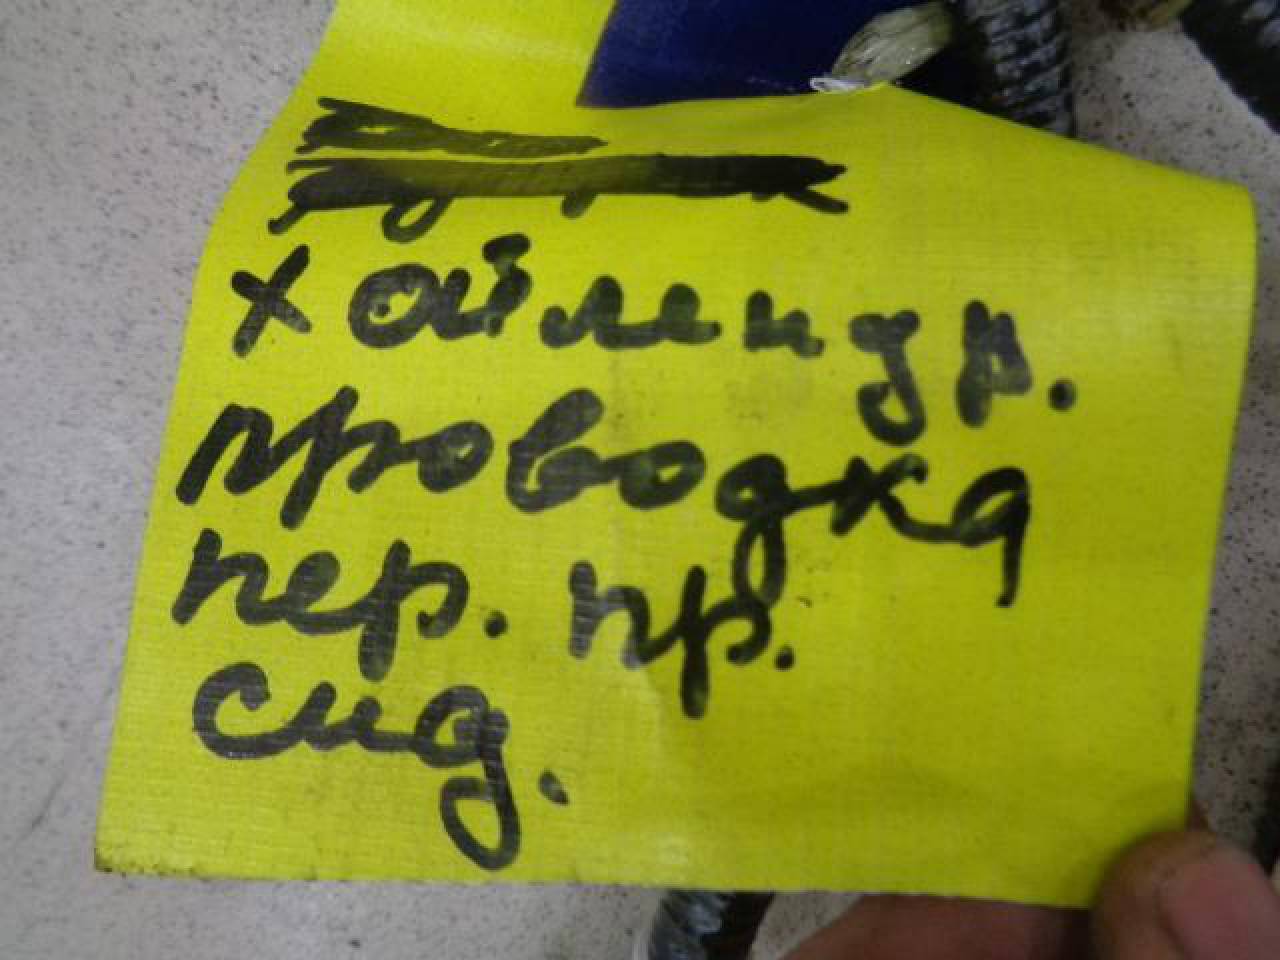 хайлендр.
проводка
пер. пр.
сид.